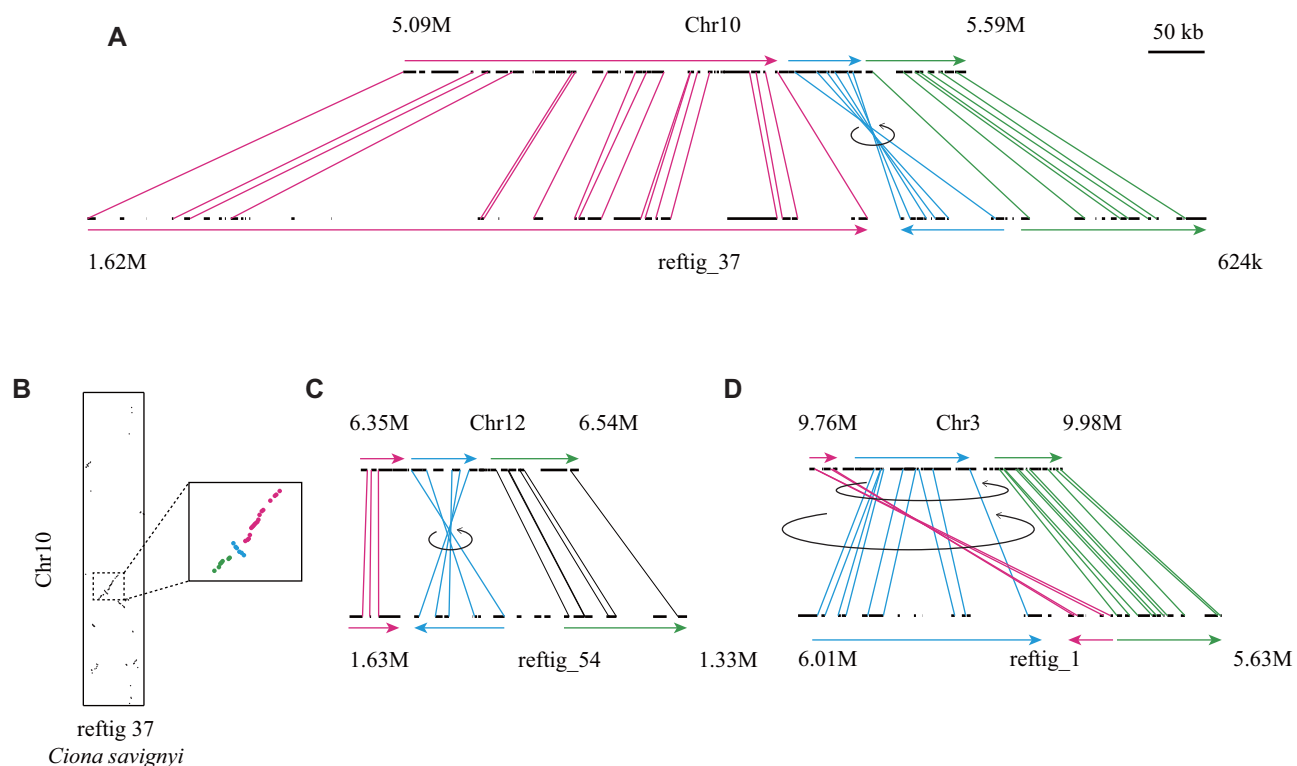 A
5.09M
Chr10
5.59M
50 kb
1.62M
reftig_37
624k
B
Chr10
reftig 37
Ciona savignyi
C
6.35M
Chr12
6.54M
1.63M
reftig_54
1.33M
D
9.76M
Chr3
9.98M
6.01M
reftig_1
5.63M